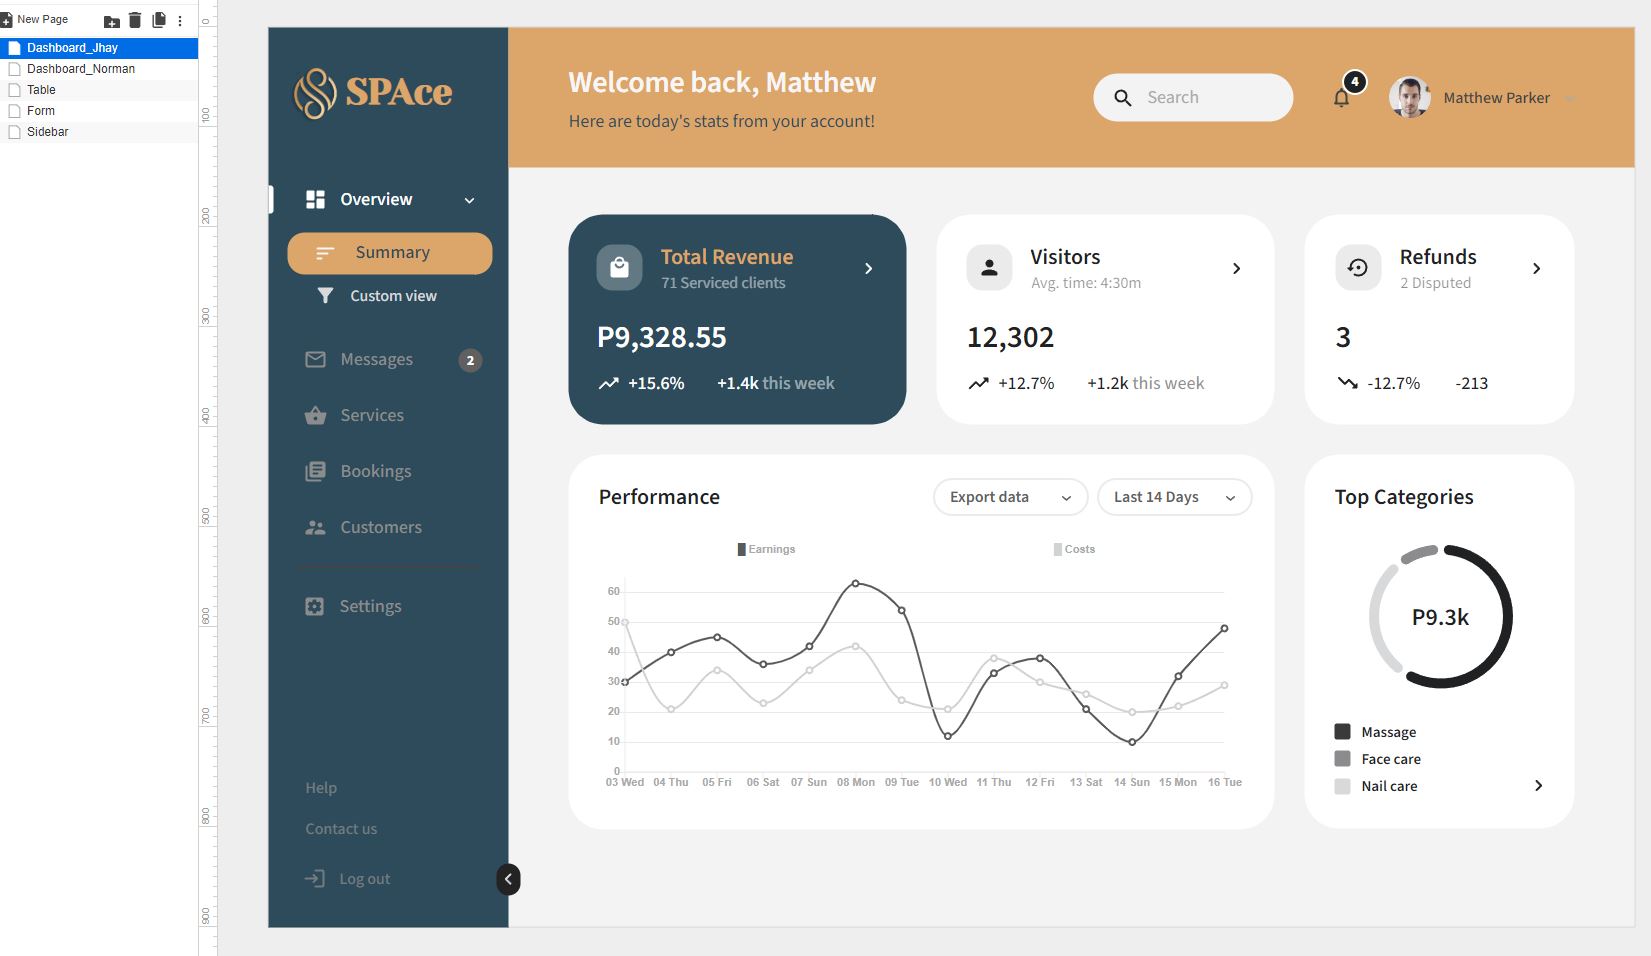 New Page
Dashboard_Jhay
Dashboard_Norman
Table
Form
Sidebar
0
100
200
300
400
500
600
700
800
900
SPAce
Overview
Summary
Custom view
Messages 2
Services
Bookings
Customers
Settings
Help
Contact us
Log out
Welcome back, Matthew
Here are today's stats from your account!
Search
4
Matthew Parker
Total Revenue
71 Serviced clients
P9,328.55
+15.6% +1.4k this week
Visitors
Avg. time: 4:30m
12,302
+12.7% +1.2k this week
Refunds
2 Disputed
3
-12.7% -213
Performance
Export data
Last 14 Days
Earnings Costs
60
50
40
30
20
10
0
03 Wed 04 Thu 05 Fri 06 Sat 07 Sun 08 Mon 09 Tue 10 Wed 11 Thu 12 Fri 13 Sat 14 Sun 15 Mon 16 Tue
Top Categories
P9.3k
Massage
Face care
Nail care